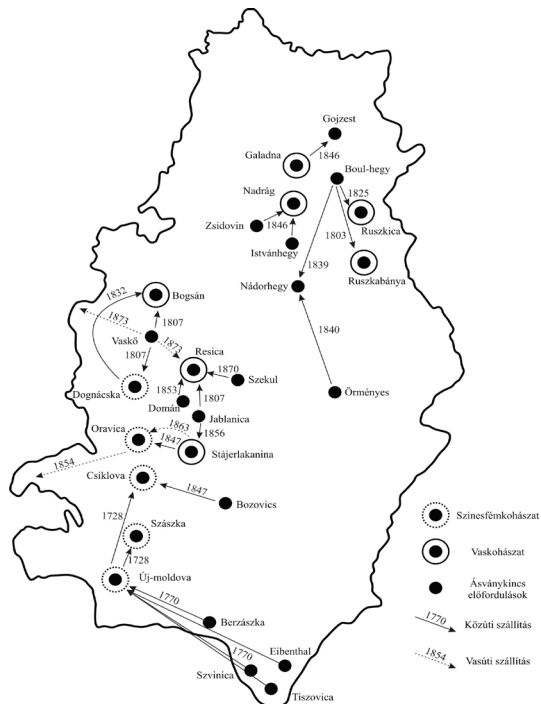 Gojzest
Galadna
1846
Boul-hegy
Nadrág
1825
Zsidovin
1846
Ruszkica
1803
Istvánhegy
1839
Ruszkabánya
Nádorhegy
1832
Bogsán
1873
1807
1840
Vaskő
1873
1807
Resica
1870
Szekul
Dognácska
1853
1807
Domán
Örményes
Jablanica
Oravica
1863
1856
1847
Stájerlakanina
1854
Csiklova
1847
Bozovics
1728
Szászka
1728
Új-moldova
1770
Berzászka
Eibenthal
1770
Szvinica
Tiszovica
Színesfémkohászat
Vaskohászat
Ásványkincs
előfordulások
1770
Közúti szállítás
1854
Vasúti szállítás